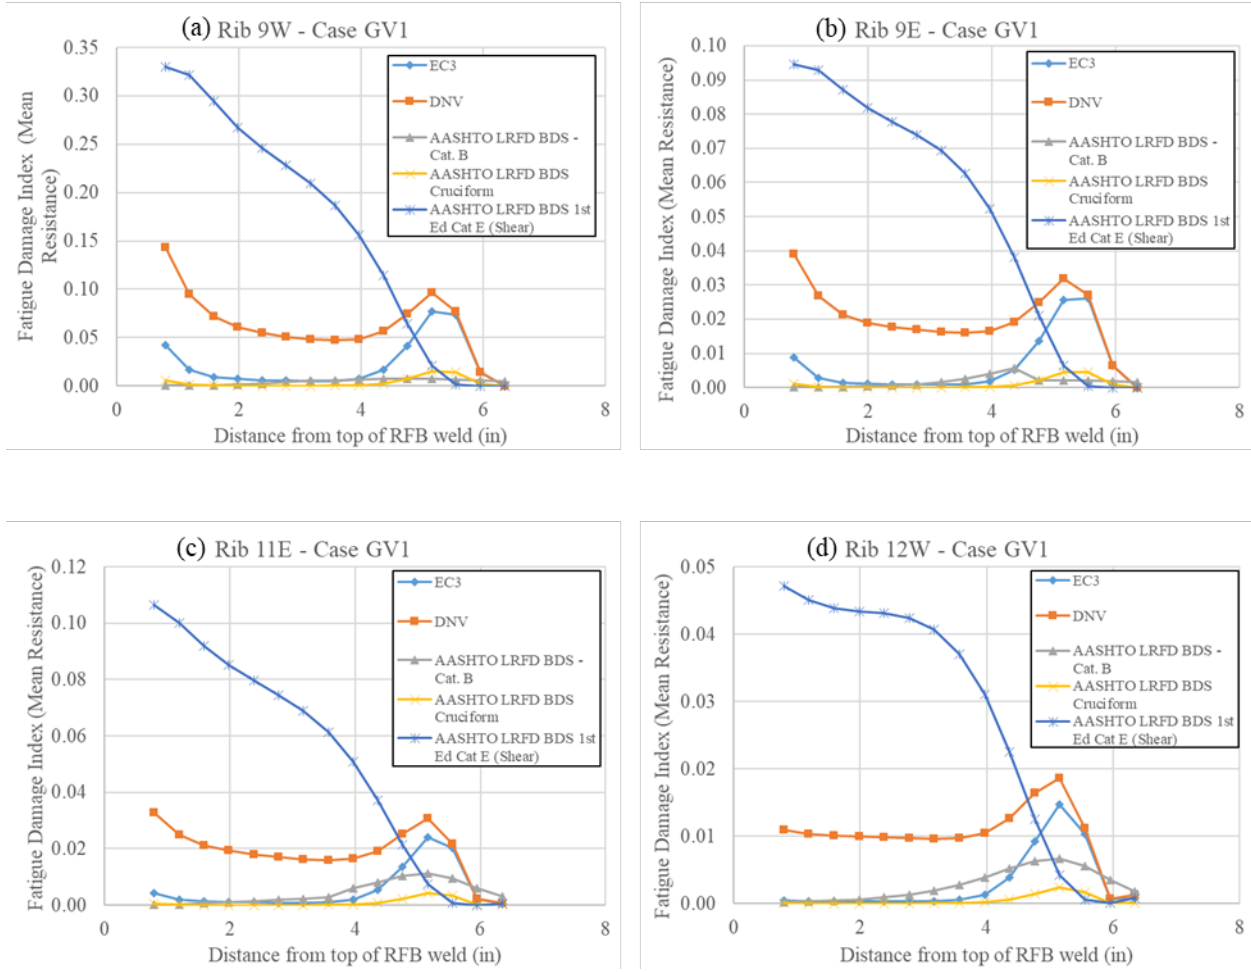 (a) Rib 9W - Case GV1
Fatigue Damage Index (Mean
Resistance)
0.35
0.30
0.25
0.20
0.15
0.10
0.05
0.00
0
2
4
6
8
Distance from top of RFB weld (in)
EC3
DNV
AASHTO LRFD BDS -
Cat. B
AASHTO LRFD BDS
Cruciform
AASHTO LRFD BDS 1st
Ed Cat E (Shear)
(b) Rib 9E - Case GV1
Fatigue Damage Index (Mean Resistance)
0.10
0.09
0.08
0.07
0.06
0.05
0.04
0.03
0.02
0.01
0.00
0
2
4
6
8
Distance from top of RFB weld (in)
EC3
DNV
AASHTO LRFD BDS -
Cat. B
AASHTO LRFD BDS
Cruciform
AASHTO LRFD BDS 1st
Ed Cat E (Shear)
(c) Rib 11E - Case GV1
Fatigue Damage Index (Mean Resistance)
0.12
0.10
0.08
0.06
0.04
0.02
0.00
0
2
4
6
8
Distance from top of RFB weld (in)
EC3
DNV
AASHTO LRFD BDS -
Cat. B
AASHTO LRFD BDS
Cruciform
AASHTO LRFD BDS 1st
Ed Cat E (Shear)
(d) Rib 12W - Case GV1
Fatigue Damage Index (Mean Resistance)
0.05
0.04
0.03
0.02
0.01
0.00
0
2
4
6
8
Distance from top of RFB weld (in)
EC3
DNV
AASHTO LRFD BDS -
Cat. B
AASHTO LRFD BDS
Cruciform
AASHTO LRFD BDS 1st
Ed Cat E (Shear)